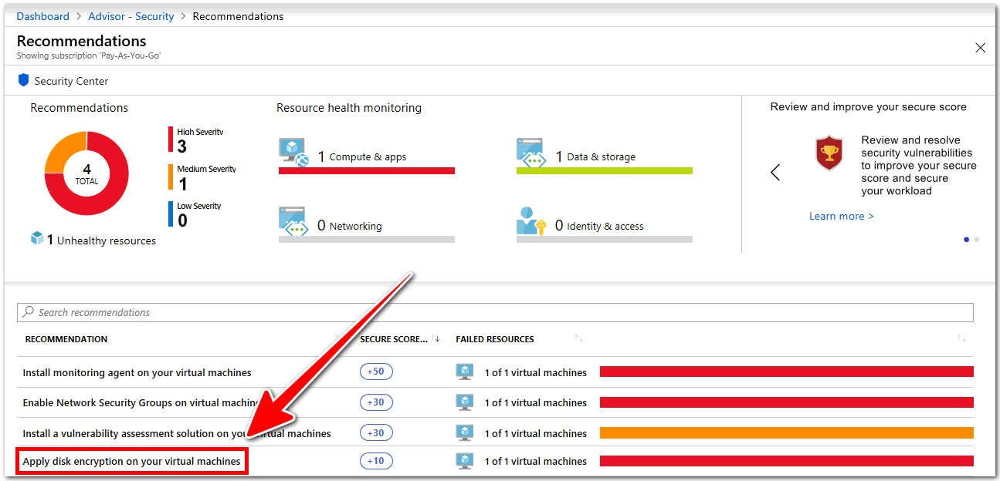 Dashboard > Advisor - Security > Recommendations
Recommendations
Showing subscription 'Pay-As-You-Go'
Security Center
Recommendations
4
TOTAL
High Severity
3
Medium Severity
1
Low Severity
0
1 Unhealthy resources
Resource health monitoring
1 Compute & apps
1 Data & storage
0 Networking
0 Identity & access
Review and improve your secure score
Review and resolve
security vulnerabilities
to improve your secure
score and secure
your workload
Learn more >
Search recommendations
RECOMMENDATION SECURE SCORE... ↑↓ FAILED RESOURCES ↑↓ ↑↓
Install monitoring agent on your virtual machines +50 1 of 1 virtual machines
Enable Network Security Groups on virtual +30 1 of 1 virtual machines
Install a vulnerability assessment solution on machines +30 1 of 1 virtual machines
Apply disk encryption on your virtual machines +10 1 of 1 virtual machines